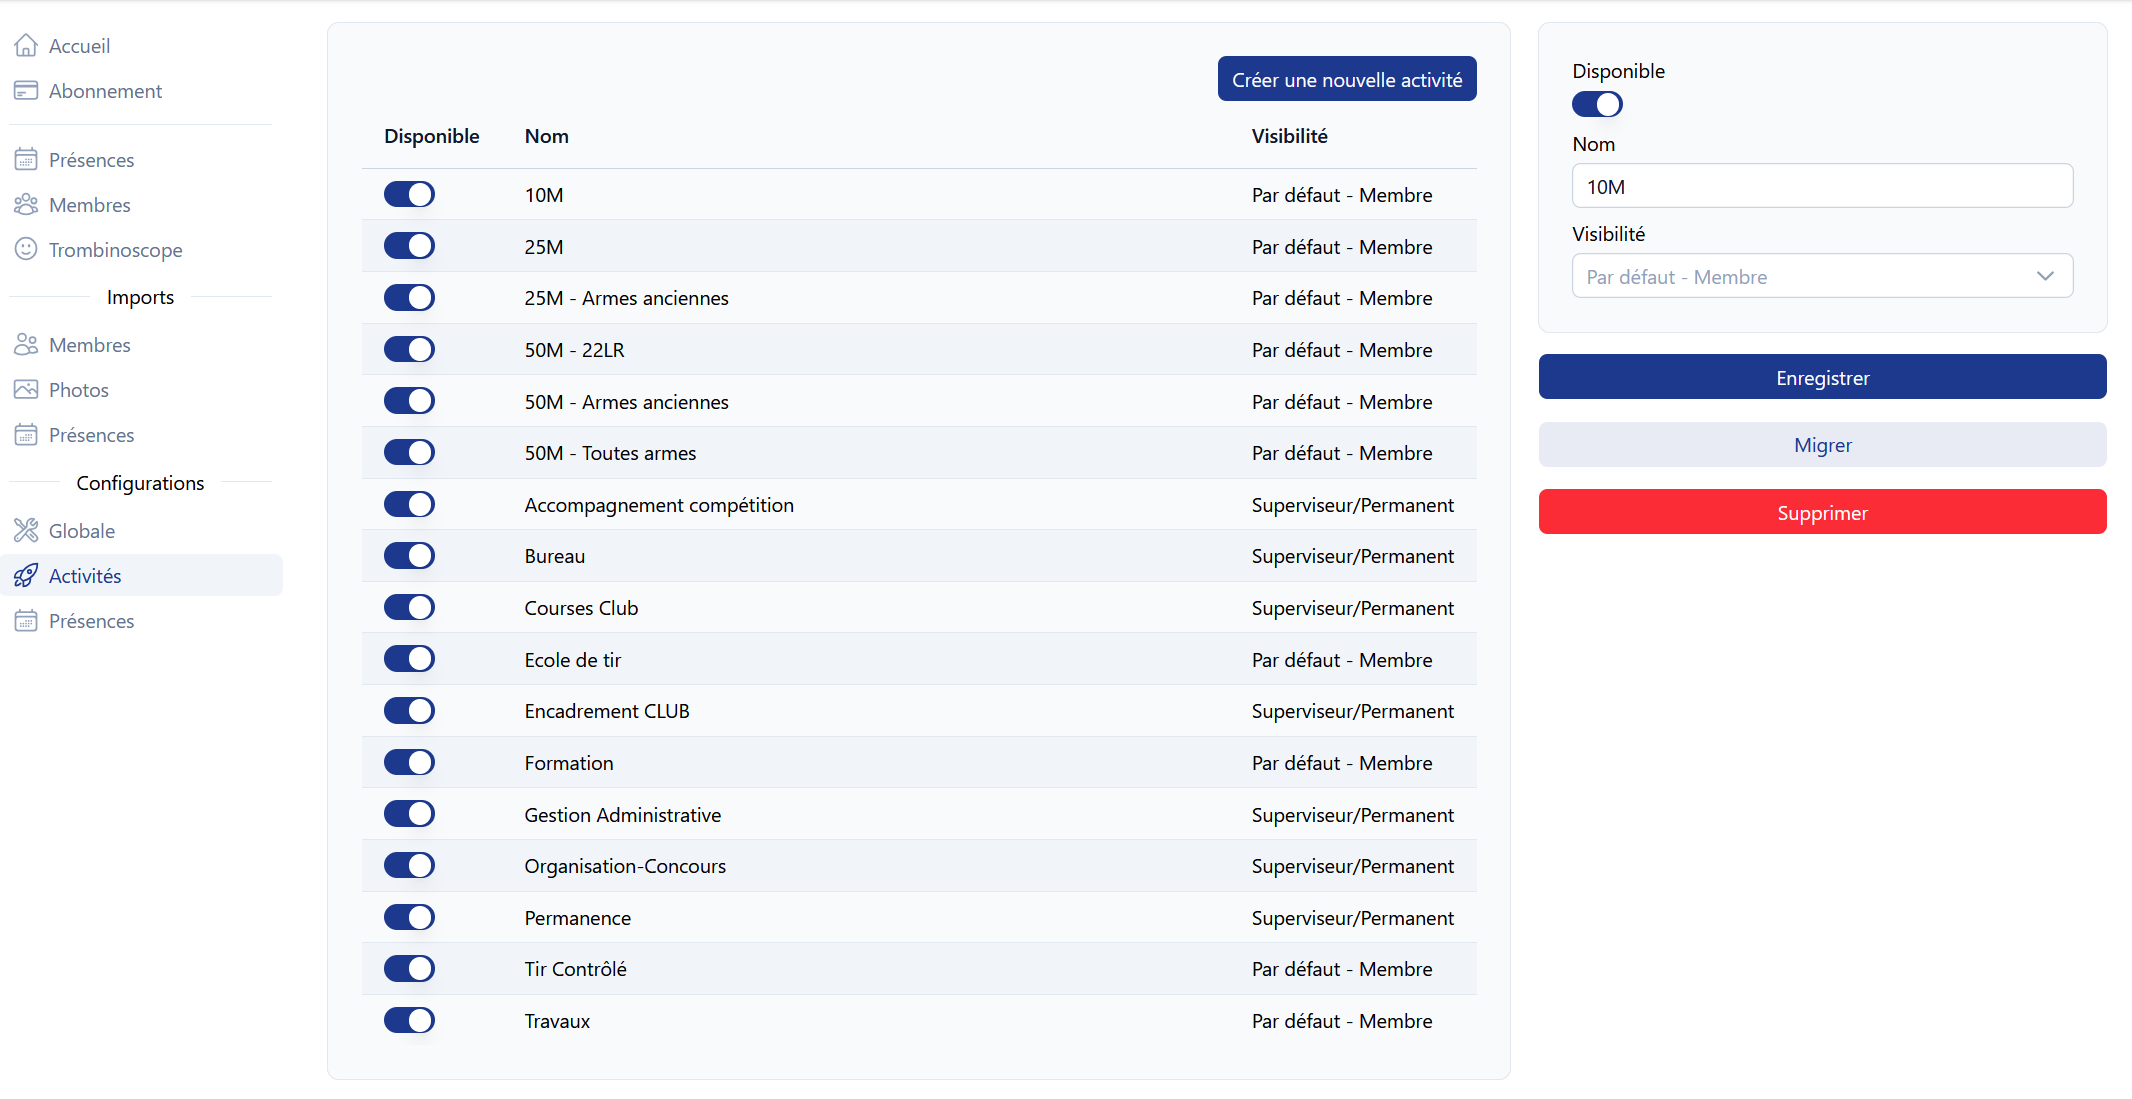 Accueil
Abonnement
Présences
Membres
Trombinoscope
Imports
Membres
Photos
Présences
Configurations
Globale
Activités
Présences
Créer une nouvelle activité
Disponible Nom Visibilité
10M Par défaut - Membre
25M Par défaut - Membre
25M - Armes anciennes Par défaut - Membre
50M - 22LR Par défaut - Membre
50M - Armes anciennes Par défaut - Membre
50M - Toutes armes Par défaut - Membre
Accompagnement compétition Superviseur/Permanent
Bureau Superviseur/Permanent
Courses Club Superviseur/Permanent
Ecole de tir Par défaut - Membre
Encadrement CLUB Superviseur/Permanent
Formation Par défaut - Membre
Gestion Administrative Superviseur/Permanent
Organisation-Concours Superviseur/Permanent
Permanence Superviseur/Permanent
Tir Contrôlé Par défaut - Membre
Travaux Par défaut - Membre
Disponible
Nom
10M
Visibilité
Par défaut - Membre
Enregistrer
Migrer
Supprimer